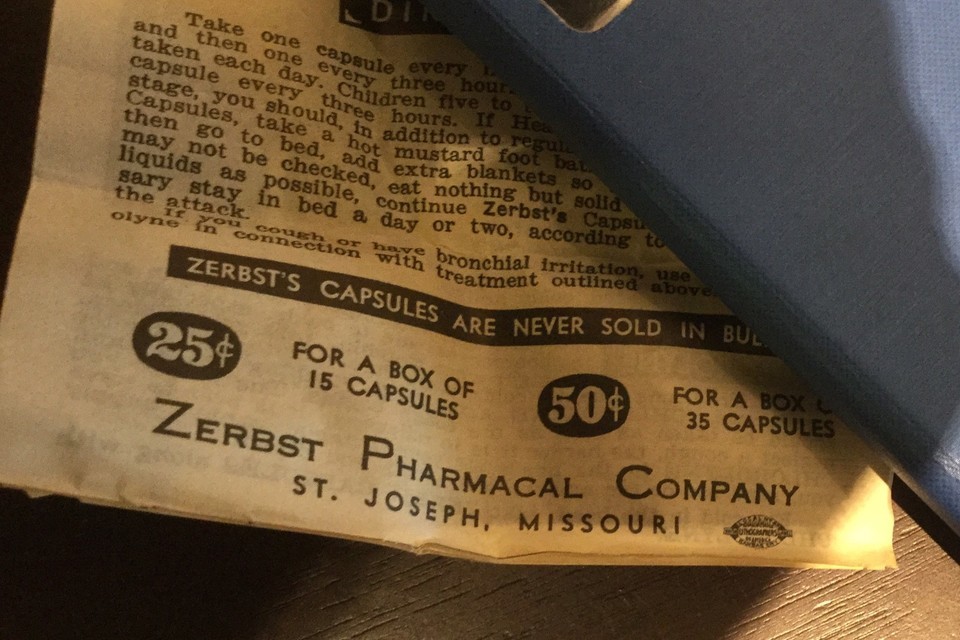 Take one capsule every
and then one every three hour
taken each day. Children five to
capsule every three hours. If
stage, you should, in addition to
Capsules, take a hot mustard foot
then go to bed, add extra blankets so
may not be checked, eat nothing but solid
liquids as possible, continue Zerbst's
sary stay in bed a day or two, according to
the attack.
If you cough or have bronchial irritation, use
olyne in connection with treatment outlined above.
ZERBST'S CAPSULES ARE NEVER SOLD IN
25¢ FOR A BOX OF
15 CAPSULES
50¢ FOR A BOX
35 CAPSULES
ZERBST PHARMACAL COMPANY
ST. JOSEPH, MISSOURI